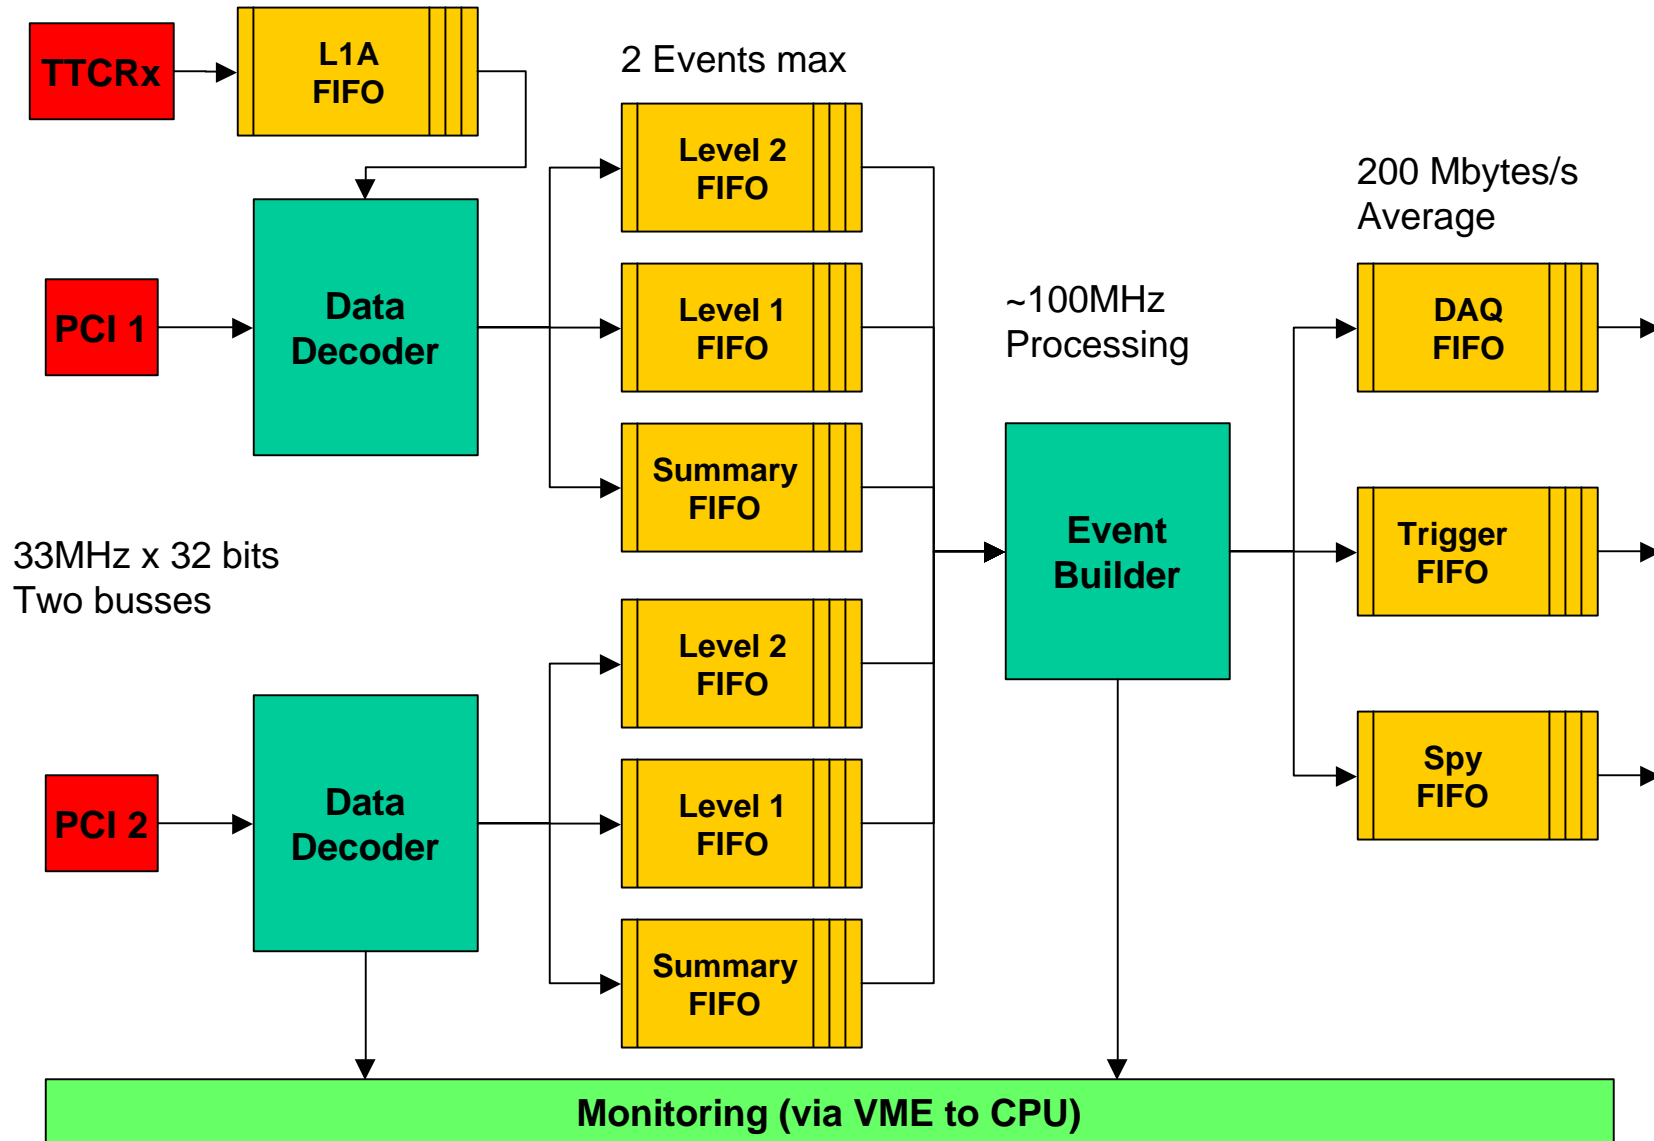 TTCRx
L1A
FIFO
2 Events max
Level 2
FIFO
200 Mbytes/s
Average
PCI 1
Data
Decoder
Level 1
FIFO
~100MHz
Processing
DAQ
FIFO
Summary
FIFO
33MHz x 32 bits
Two busses
Event
Builder
Trigger
FIFO
Level 2
FIFO
PCI 2
Data
Decoder
Level 1
FIFO
Spy
FIFO
Summary
FIFO
Monitoring (via VME to CPU)